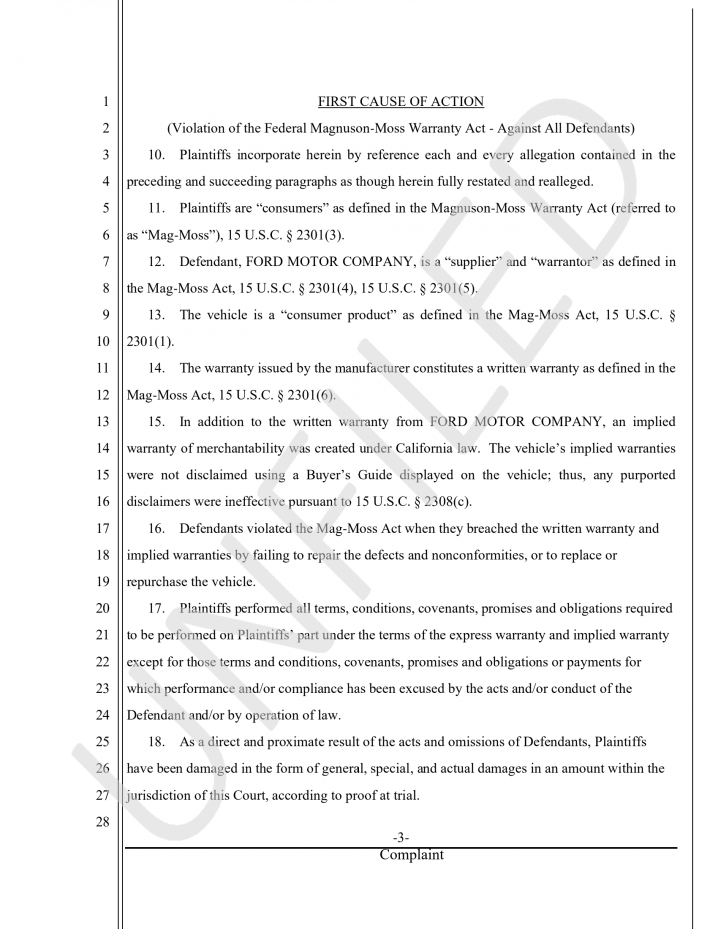 1 FIRST CAUSE OF ACTION
2 (Violation of the Federal Magnuson-Moss Warranty Act - Against All Defendants)
3 10. Plaintiffs incorporate herein by reference each and every allegation contained in the
4 preceding and succeeding paragraphs as though herein fully restated and realleged.
5 11. Plaintiffs are “consumers” as defined in the Magnuson-Moss Warranty Act (referred to
6 as “Mag-Moss”), 15 U.S.C. § 2301(3).
7 12. Defendant, FORD MOTOR COMPANY, is a “supplier” and “warrantor” as defined in
8 the Mag-Moss Act, 15 U.S.C. § 2301(4), 15 U.S.C. § 2301(5).
9 13. The vehicle is a “consumer product” as defined in the Mag-Moss Act, 15 U.S.C. §
10 2301(1).
11 14. The warranty issued by the manufacturer constitutes a written warranty as defined in the
12 Mag-Moss Act, 15 U.S.C. § 2301(6).
13 15. In addition to the written warranty from FORD MOTOR COMPANY, an implied
14 warranty of merchantability was created under California law. The vehicle’s implied warranties
15 were not disclaimed using a Buyer’s Guide displayed on the vehicle; thus, any purported
16 disclaimers were ineffective pursuant to 15 U.S.C. § 2308(c).
17 16. Defendants violated the Mag-Moss Act when they breached the written warranty and
18 implied warranties by failing to repair the defects and nonconformities, or to replace or
19 repurchase the vehicle.
20 17. Plaintiffs performed all terms, conditions, covenants, promises and obligations required
21 to be performed on Plaintiffs’ part under the terms of the express warranty and implied warranty
22 except for those terms and conditions, covenants, promises and obligations or payments for
23 which performance and/or compliance has been excused by the acts and/or conduct of the
24 Defendant and/or by operation of law.
25 18. As a direct and proximate result of the acts and omissions of Defendants, Plaintiffs
26 have been damaged in the form of general, special, and actual damages in an amount within the
27 jurisdiction of this Court, according to proof at trial.
28
-3-
Complaint
UNFILED